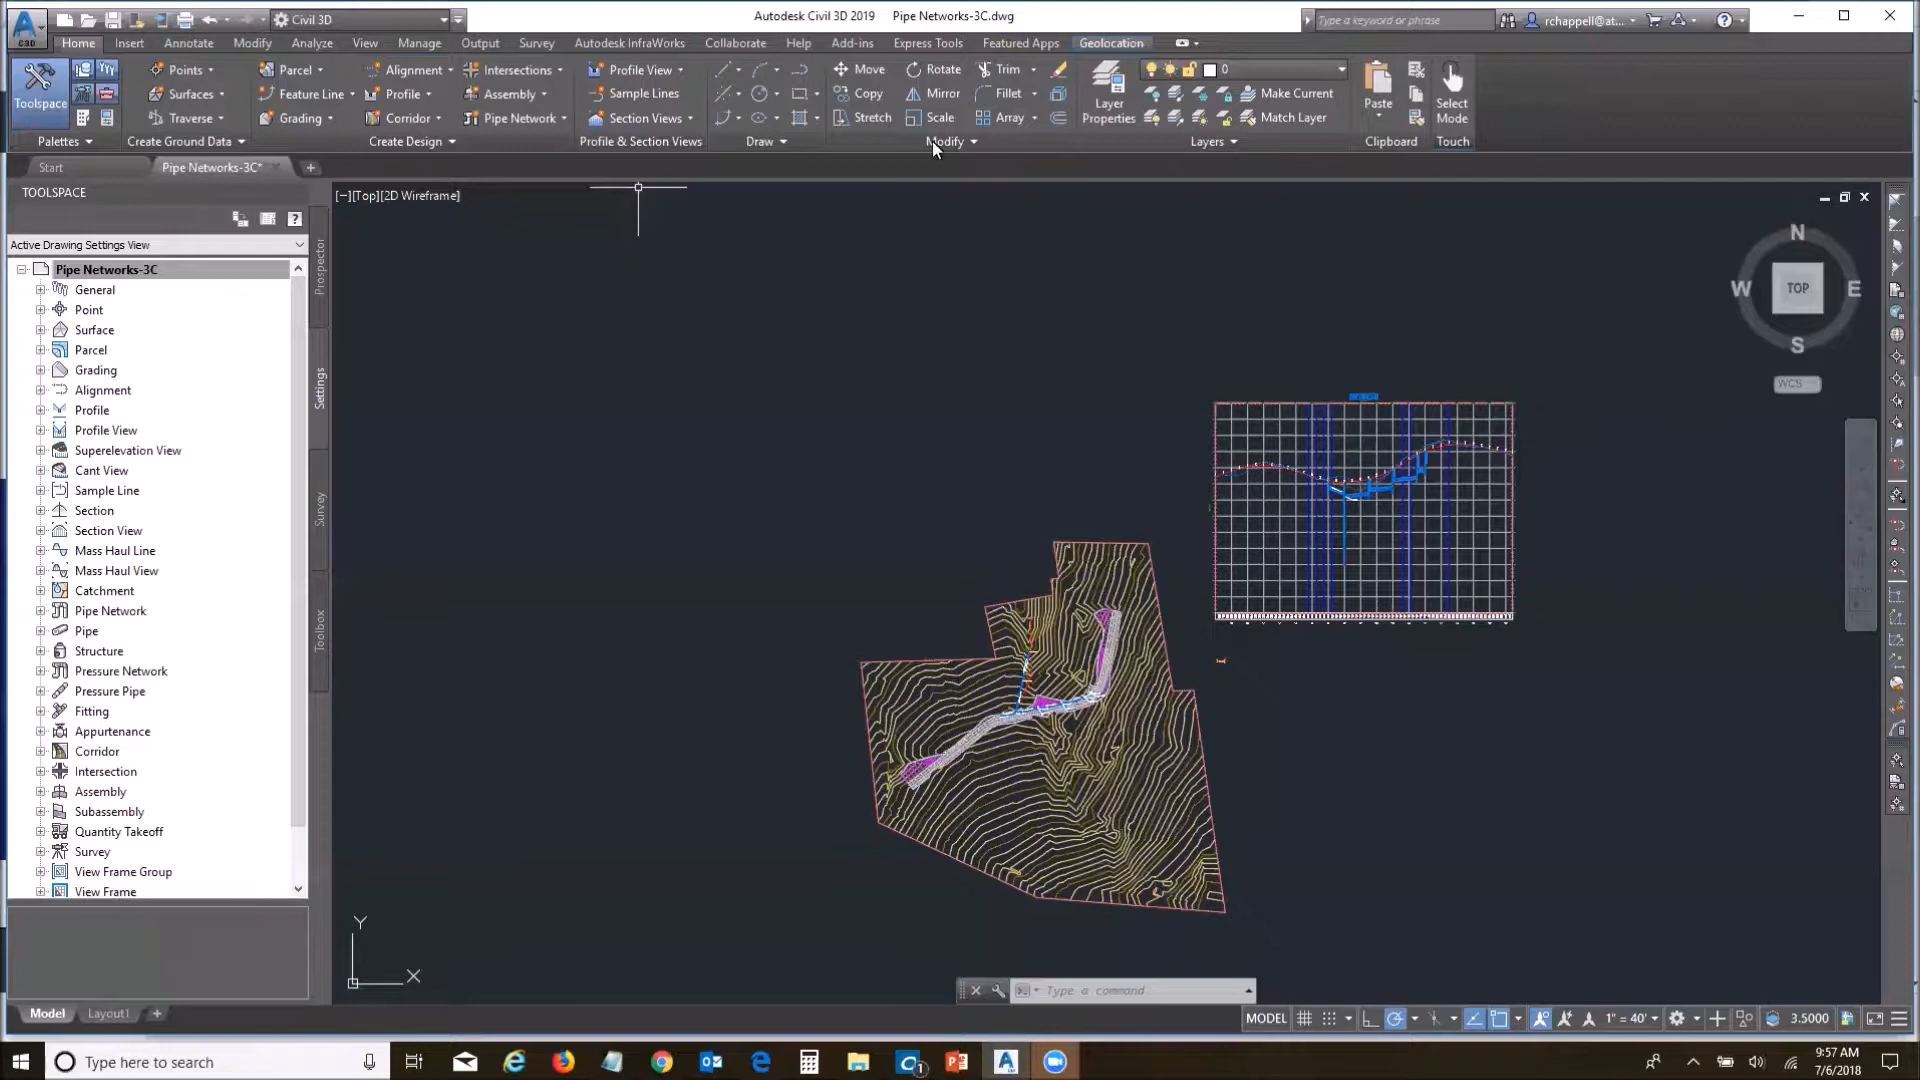 Civil 3D
Autodesk Civil 3D 2019 Pipe Networks-3C.dwg
Type a keyword or phrase
rchappell@at...
C3D
Home Insert Annotate Modify Analyze View Manage Output Survey Autodesk InfraWorks Collaborate Help Add-ins Express Tools Featured Apps Geolocation
Points Parcel Alignment Intersections Profile View Move Rotate Trim 0
Toolspace Surfaces Feature Line Profile Assembly Sample Lines Copy Mirror Fillet Layer Properties Make Current Paste Select Mode
Traverse Grading Corridor Pipe Network Section Views Stretch Scale Array Match Layer
Palettes Create Ground Data Create Design Profile & Section Views Draw Modify Layers Clipboard Touch
Start Pipe Networks-3C*
TOOLSPACE
[−][Top][2D Wireframe]
Active Drawing Settings View
Pipe Networks-3C
General
Point
Surface
Parcel
Grading
Alignment
Profile
Profile View
Superelevation View
Cant View
Sample Line
Section
Section View
Mass Haul Line
Mass Haul View
Catchment
Pipe Network
Pipe
Structure
Pressure Network
Pressure Pipe
Fitting
Appurtenance
Corridor
Intersection
Assembly
Subassembly
Quantity Takeoff
Survey
View Frame Group
View Frame
Prospector
Settings
Survey
Toolbox
N
W TOP E
S
WCS
Y
X
Type a command
Model Layout1 +
MODEL 1" = 40' 3.5000
Type here to search
9:57 AM
7/6/2018